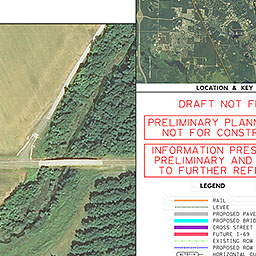 LOCATION & KEY
DRAFT NOT F
PRELIMINARY PLANN
NOT FOR CONSTR
INFORMATION PRES
PRELIMINARY AND
TO FURTHER REF
LEGEND
RAIL
LEVEE
PROPOSED PAVE
PROPOSED BRID
CROSS STREET
FUTURE I-69
EXISTING ROW
PROPOSED ROW
HORIZONTAL CU